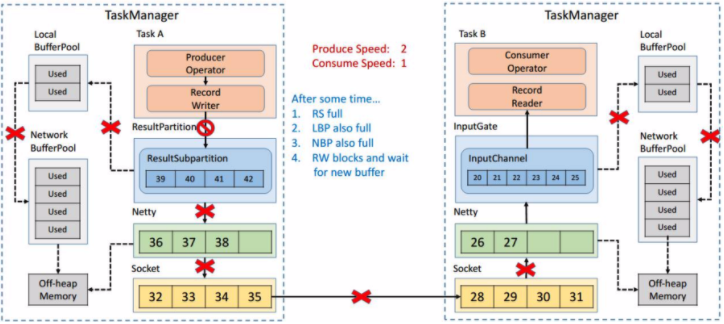 TaskManager
Local
BufferPool
Used
Used
Network
BufferPool
Used
Used
Used
Used
Off-heap
Memory
Task A
Producer
Operator
Record
Writer
ResultPartition
ResultSubpartition
39 40 41 42
Netty
36 37 38
Socket
32 33 34 35
Produce Speed: 2
Consume Speed: 1
After some time…
1. RS full
2. LBP also full
3. NBP also full
4. RW blocks and wait
for new buffer
TaskManager
Task B
Consumer
Operator
Record
Reader
InputGate
InputChannel
20 21 22 23 24 25
Netty
26 27
Socket
28 29 30 31
Local
BufferPool
Used
Used
Network
BufferPool
Used
Used
Used
Used
Off-heap
Memory